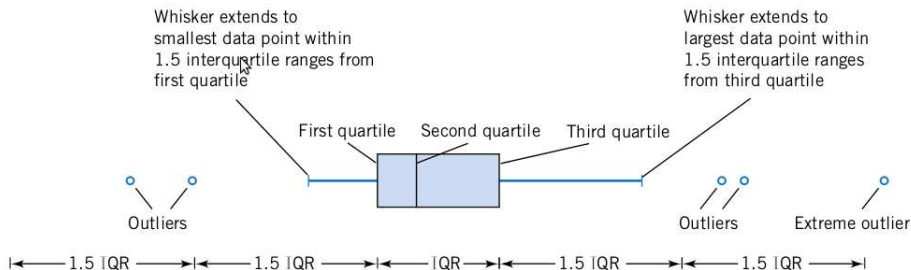 Whisker extends to
smallest data point within
1.5 interquartile ranges from
first quartile
Whisker extends to
largest data point within
1.5 interquartile ranges
from third quartile
First quartile
Second quartile
Third quartile
Outliers
Outliers
Extreme outlier
1.5 IQR
1.5 IQR
IQR
1.5 IQR
1.5 IQR